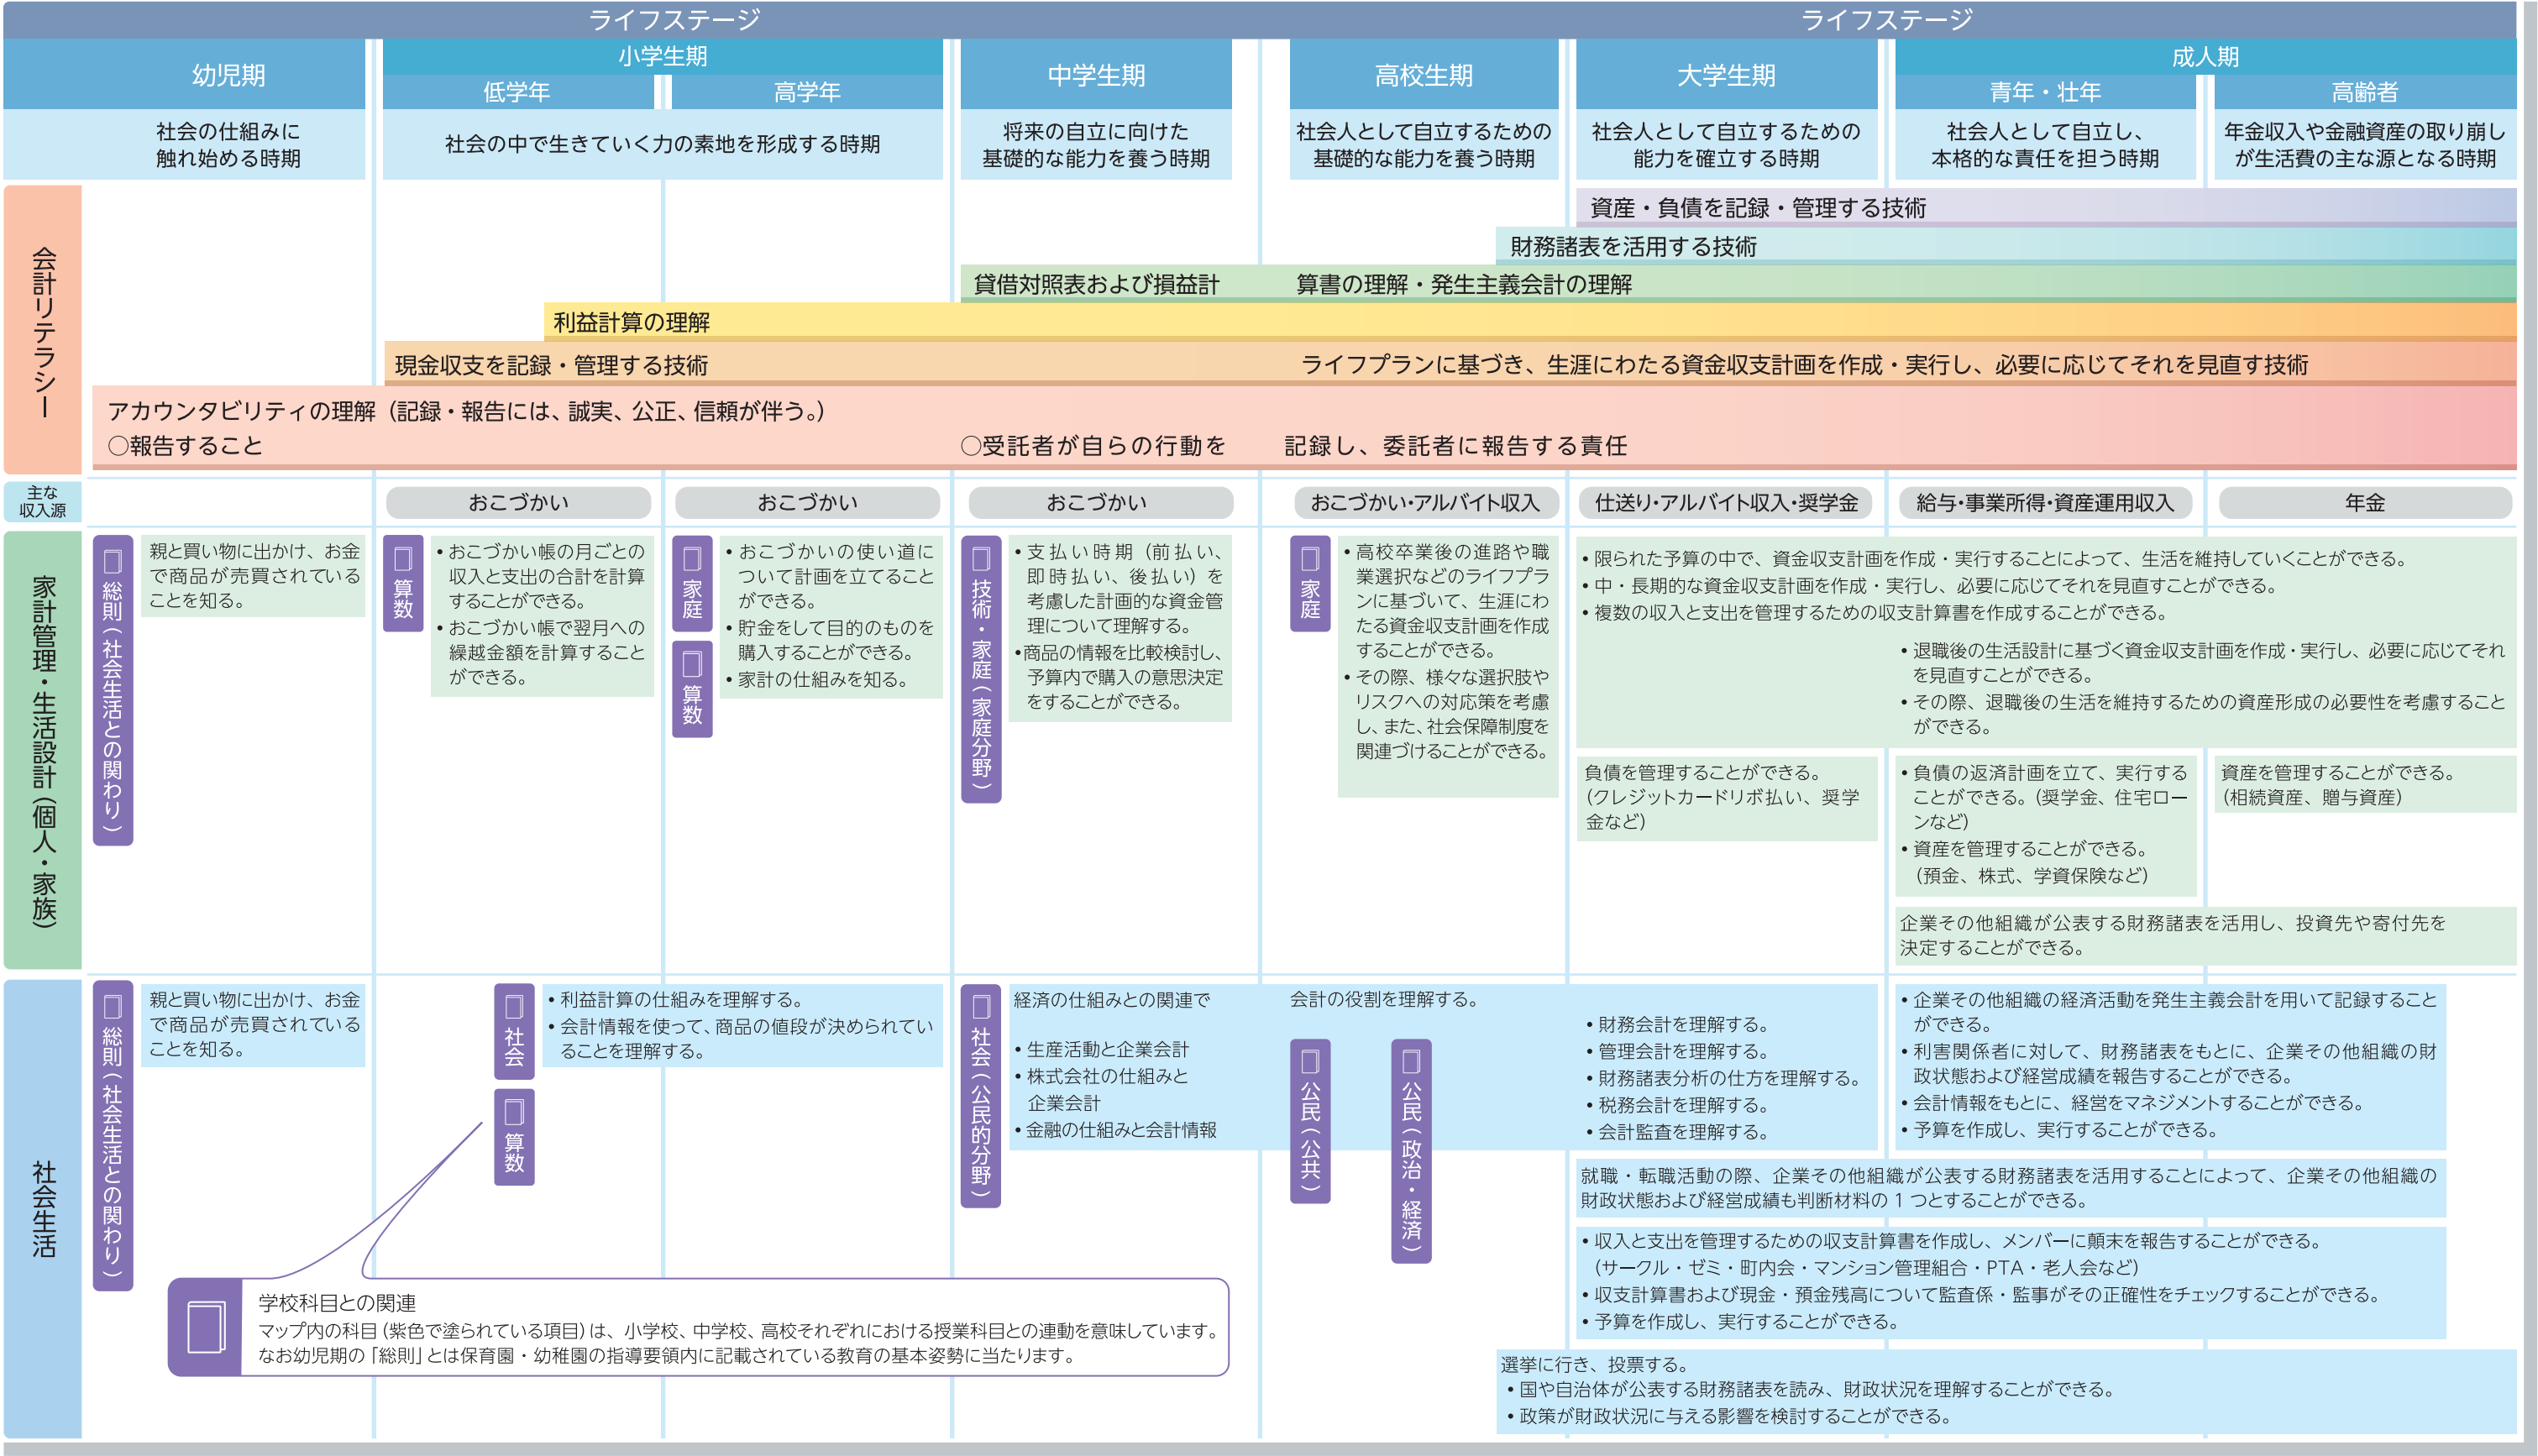 ライフステージ
ライフステージ
幼児期
小学生期
低学年
高学年
中学生期
高校生期
大学生期
成人期
青年・壮年
高齢者
社会の仕組みに
触れ始める時期
社会の中で生きていく力の素地を形成する時期
将来の自立に向けた
基礎的な能力を養う時期
社会人として自立するための
基礎的な能力を養う時期
社会人として自立するための
能力を確立する時期
社会人として自立し、
本格的な責任を担う時期
年金収入や金融資産の取り崩し
が生活費の主な源となる時期
会計リテラシー
資産・負債を記録・管理する技術
財務諸表を活用する技術
貸借対照表および損益計 算書の理解・発生主義会計の理解
利益計算の理解
現金収支を記録・管理する技術 ライフプランに基づき、生涯にわたる資金収支計画を作成・実行し、必要に応じてそれを見直す技術
アカウンタビリティの理解（記録・報告には、誠実、公正、信頼が伴う。）
○報告すること ○受託者が自らの行動を 記録し、委託者に報告する責任
主な
収入源
おこづかい
おこづかい
おこづかい
おこづかい・アルバイト収入
仕送り・アルバイト収入・奨学金
給与・事業所得・資産運用収入
年金
家計管理・生活設計（個人・家族）
総則（社会生活との関わり）
親と買い物に出かけ、お金
で商品が売買されている
ことを知る。
算数
・おこづかい帳の月ごとの
収入と支出の合計を計算
することができる。
・おこづかい帳で翌月への
繰越金額を計算すること
ができる。
家庭
算数
・おこづかいの使い道に
ついて計画を立てること
ができる。
・貯金をして目的のものを
購入することができる。
・家計の仕組みを知る。
技術・家庭（家庭分野）
・支払い時期（前払い、
即時払い、後払い）を
考慮した計画的な資金管
理について理解する。
・商品の情報を比較検討し、
予算内で購入の意思決定
をすることができる。
家庭
・高校卒業後の進路や職
業選択などのライフプラ
ンに基づいて、生涯にわ
たる資金収支計画を作成
することができる。
・その際、様々な選択肢や
リスクへの対応策を考慮
し、また、社会保障制度を
関連づけることができる。
・限られた予算の中で、資金収支計画を作成・実行することによって、生活を維持していくことができる。
・中・長期的な資金収支計画を作成・実行し、必要に応じてそれを見直すことができる。
・複数の収入と支出を管理するための収支計算書を作成することができる。
・退職後の生活設計に基づく資金収支計画を作成・実行し、必要に応じてそれ
を見直すことができる。
・その際、退職後の生活を維持するための資産形成の必要性を考慮すること
ができる。
負債を管理することができる。
（クレジットカードリボ払い、奨学
金など）
・負債の返済計画を立て、実行する
ことができる。（奨学金、住宅ロー
ンなど）
・資産を管理することができる。
（預金、株式、学資保険など）
資産を管理することができる。
（相続資産、贈与資産）
企業その他組織が公表する財務諸表を活用し、投資先や寄付先を
決定することができる。
社会生活
総則（社会生活との関わり）
親と買い物に出かけ、お金
で商品が売買されている
ことを知る。
社会
算数
・利益計算の仕組みを理解する。
・会計情報を使って、商品の値段が決められてい
ることを理解する。
社会（公民的分野）
経済の仕組みとの関連で 会計の役割を理解する。
・生産活動と企業会計
・株式会社の仕組みと
企業会計
・金融の仕組みと会計情報
公民（公共）
公民（政治・経済）
・財務会計を理解する。
・管理会計を理解する。
・財務諸表分析の仕方を理解する。
・税務会計を理解する。
・会計監査を理解する。
・企業その他組織の経済活動を発生主義会計を用いて記録すること
ができる。
・利害関係者に対して、財務諸表をもとに、企業その他組織の財
政状態および経営成績を報告することができる。
・会計情報をもとに、経営をマネジメントすることができる。
・予算を作成し、実行することができる。
就職・転職活動の際、企業その他組織が公表する財務諸表を活用することによって、企業その他組織の
財政状態および経営成績も判断材料の1つとすることができる。
・収入と支出を管理するための収支計算書を作成し、メンバーに顛末を報告することができる。
（サークル・ゼミ・町内会・マンション管理組合・PTA・老人会など）
・収支計算書および現金・預金残高について監査係・監事がその正確性をチェックすることができる。
・予算を作成し、実行することができる。
選挙に行き、投票する。
・国や自治体が公表する財務諸表を読み、財政状況を理解することができる。
・政策が財政状況に与える影響を検討することができる。
学校科目との関連
マップ内の科目（紫色で塗られている項目）は、小学校、中学校、高校それぞれにおける授業科目との連動を意味しています。
なお幼児期の「総則」とは保育園・幼稚園の指導要領内に記載されている教育の基本姿勢に当たります。